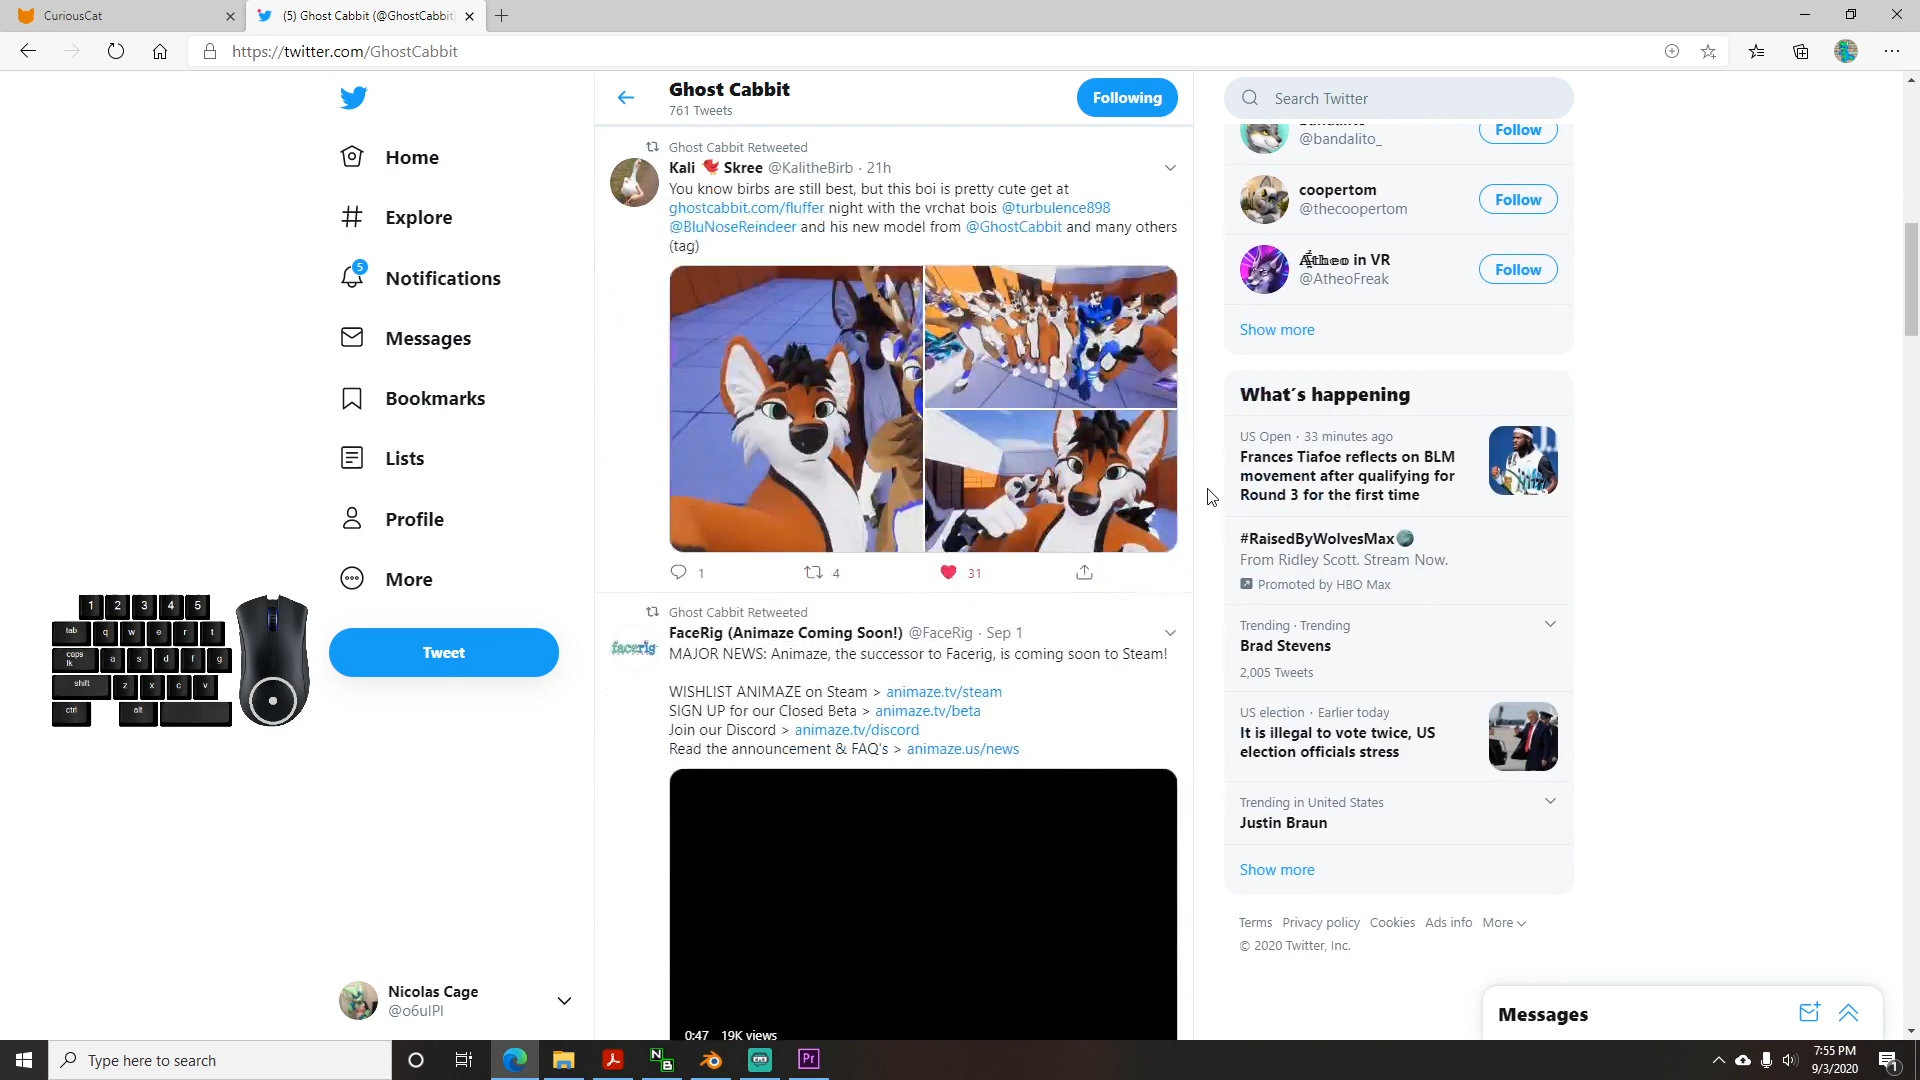 CuriousCat
(5) Ghost Cabbit (@GhostCabbit
https://twitter.com/GhostCabbit
Home
Explore
5
Notifications
Messages
Bookmarks
Lists
Profile
More
Tweet
1 2 3 4 5
tab q w e r t
caps lk a s d f g
shift z x c v
ctrl alt
Nicolas Cage
Ghost Cabbit
761 Tweets
Following
Ghost Cabbit Retweeted
Kali Skree @KalitheBirb · 21h
You know birbs are still best, but this boi is pretty cute get at
ghostcabbit.com/fluffer night with the vrchat bois @turbulence898
@BluNoseReindeer and his new model from @GhostCabbit and many others
(tag)
1 4 31
Ghost Cabbit Retweeted
facerig
FaceRig (Animaze Coming Soon!) @FaceRig · Sep 1
MAJOR NEWS: Animaze, the successor to Facerig, is coming soon to Steam!
WISHLIST ANIMAZE on Steam > animaze.tv/steam
SIGN UP for our Closed Beta > animaze.tv/beta
Join our Discord > animaze.tv/discord
Read the announcement & FAQ's > animaze.us/news
0:47 19K views
Search Twitter
@bandalito_
Follow
coopertom
@thecoopertom
Follow
Atheo in VR
@AtheoFreak
Follow
Show more
What's happening
US Open · 33 minutes ago
Frances Tiafoe reflects on BLM
movement after qualifying for
Round 3 for the first time
#RaisedByWolvesMax
From Ridley Scott. Stream Now.
Promoted by HBO Max
Trending · Trending
Brad Stevens
2,005 Tweets
US election · Earlier today
It is illegal to vote twice, US
election officials stress
Trending in United States
Justin Braun
Show more
Terms Privacy policy Cookies Ads info More
© 2020 Twitter, Inc.
Messages
Type here to search
N B
Pr
7:55 PM
9/3/2020
1